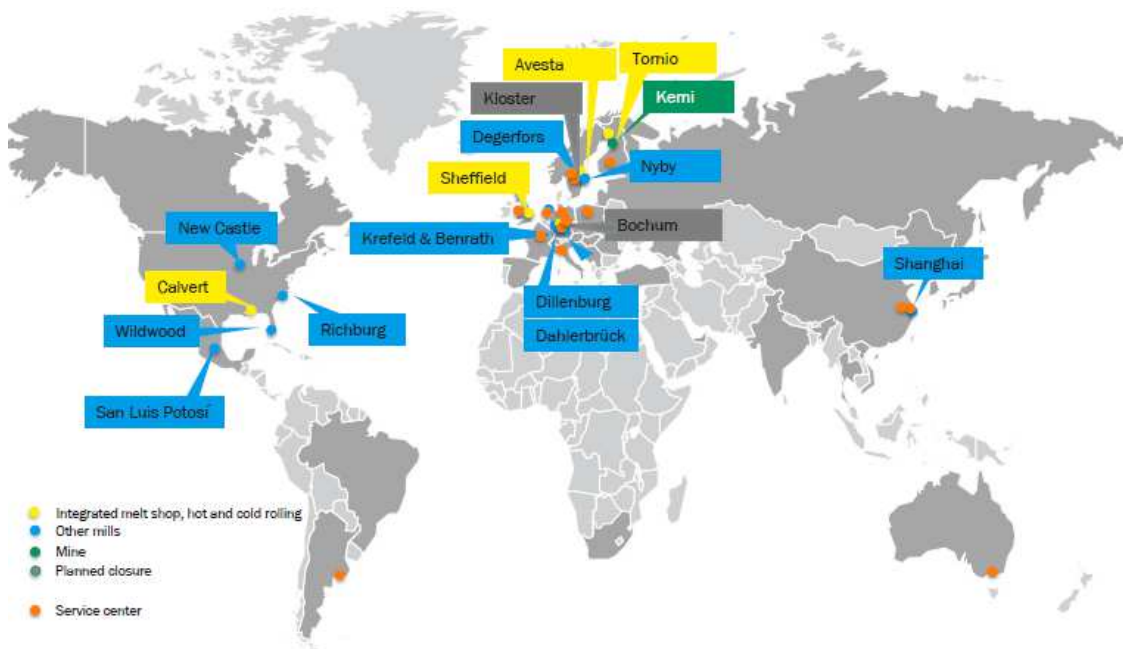 Avesta
Tornio
Kloster
Kemi
Degerfors
Nyby
Sheffield
New Castle
Krefeld & Benrath
Bochum
Shanghai
Calvert
Dillenburg
Wildwood
Richburg
Dahlerbrück
San Luis Potosí
Integrated melt shop, hot and cold rolling
Other mills
Mine
Planned closure
Service center